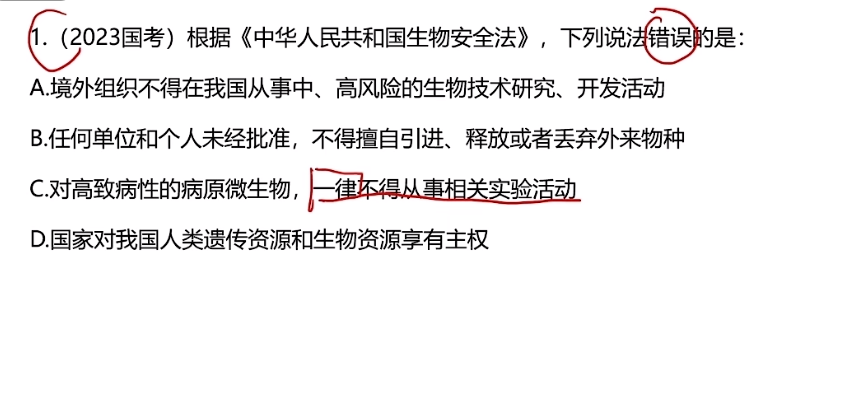 1.（2023国考）根据《中华人民共和国生物安全法》，下列说法错误的是：
A.境外组织不得在我国从事中、高风险的生物技术研究、开发活动
B.任何单位和个人未经批准，不得擅自引进、释放或者丢弃外来物种
C.对高致病性的病原微生物，一律不得从事相关实验活动
D.国家对我国人类遗传资源和生物资源享有主权